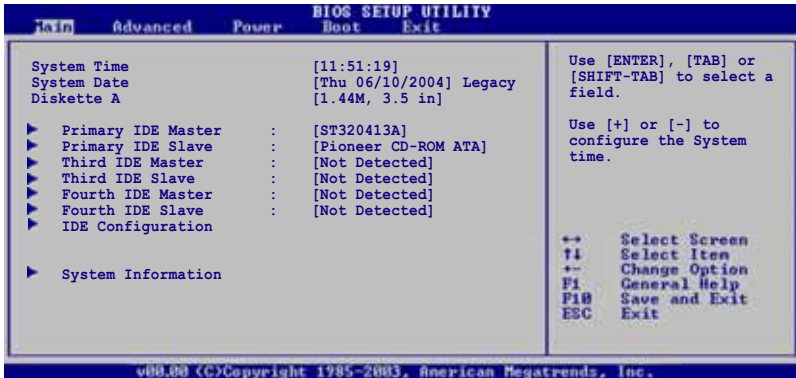 BIOS SETUP UTILITY
Main Advanced Power Boot Exit
System Time [11:51:19]
System Date [Thu 06/10/2004] Legacy
Diskette A [1.44M, 3.5 in]
Primary IDE Master : [ST320413A]
Primary IDE Slave : [Pioneer CD-ROM ATA]
Third IDE Master : [Not Detected]
Third IDE Slave : [Not Detected]
Fourth IDE Master : [Not Detected]
Fourth IDE Slave : [Not Detected]
IDE Configuration
System Information
Use [ENTER], [TAB] or
[SHIFT-TAB] to select a
field.
Use [+] or [-] to
configure the System
time.
←→ Select Screen
↑↓ Select Item
+- Change Option
F1 General Help
F10 Save and Exit
ESC Exit
v00.00 (C)Copyright 1985-2003, American Megatrends, Inc.